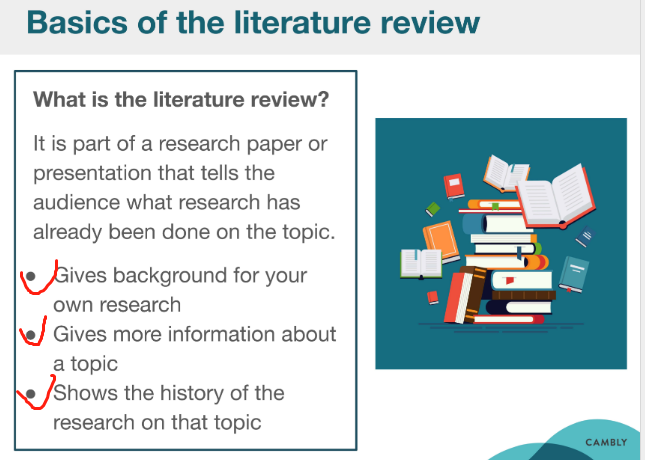 Basics of the literature review
What is the literature review?
It is part of a research paper or
presentation that tells the
audience what research has
already been done on the topic.
● Gives background for your
own research
● Gives more information about
a topic
● Shows the history of the
research on that topic
CAMBLY